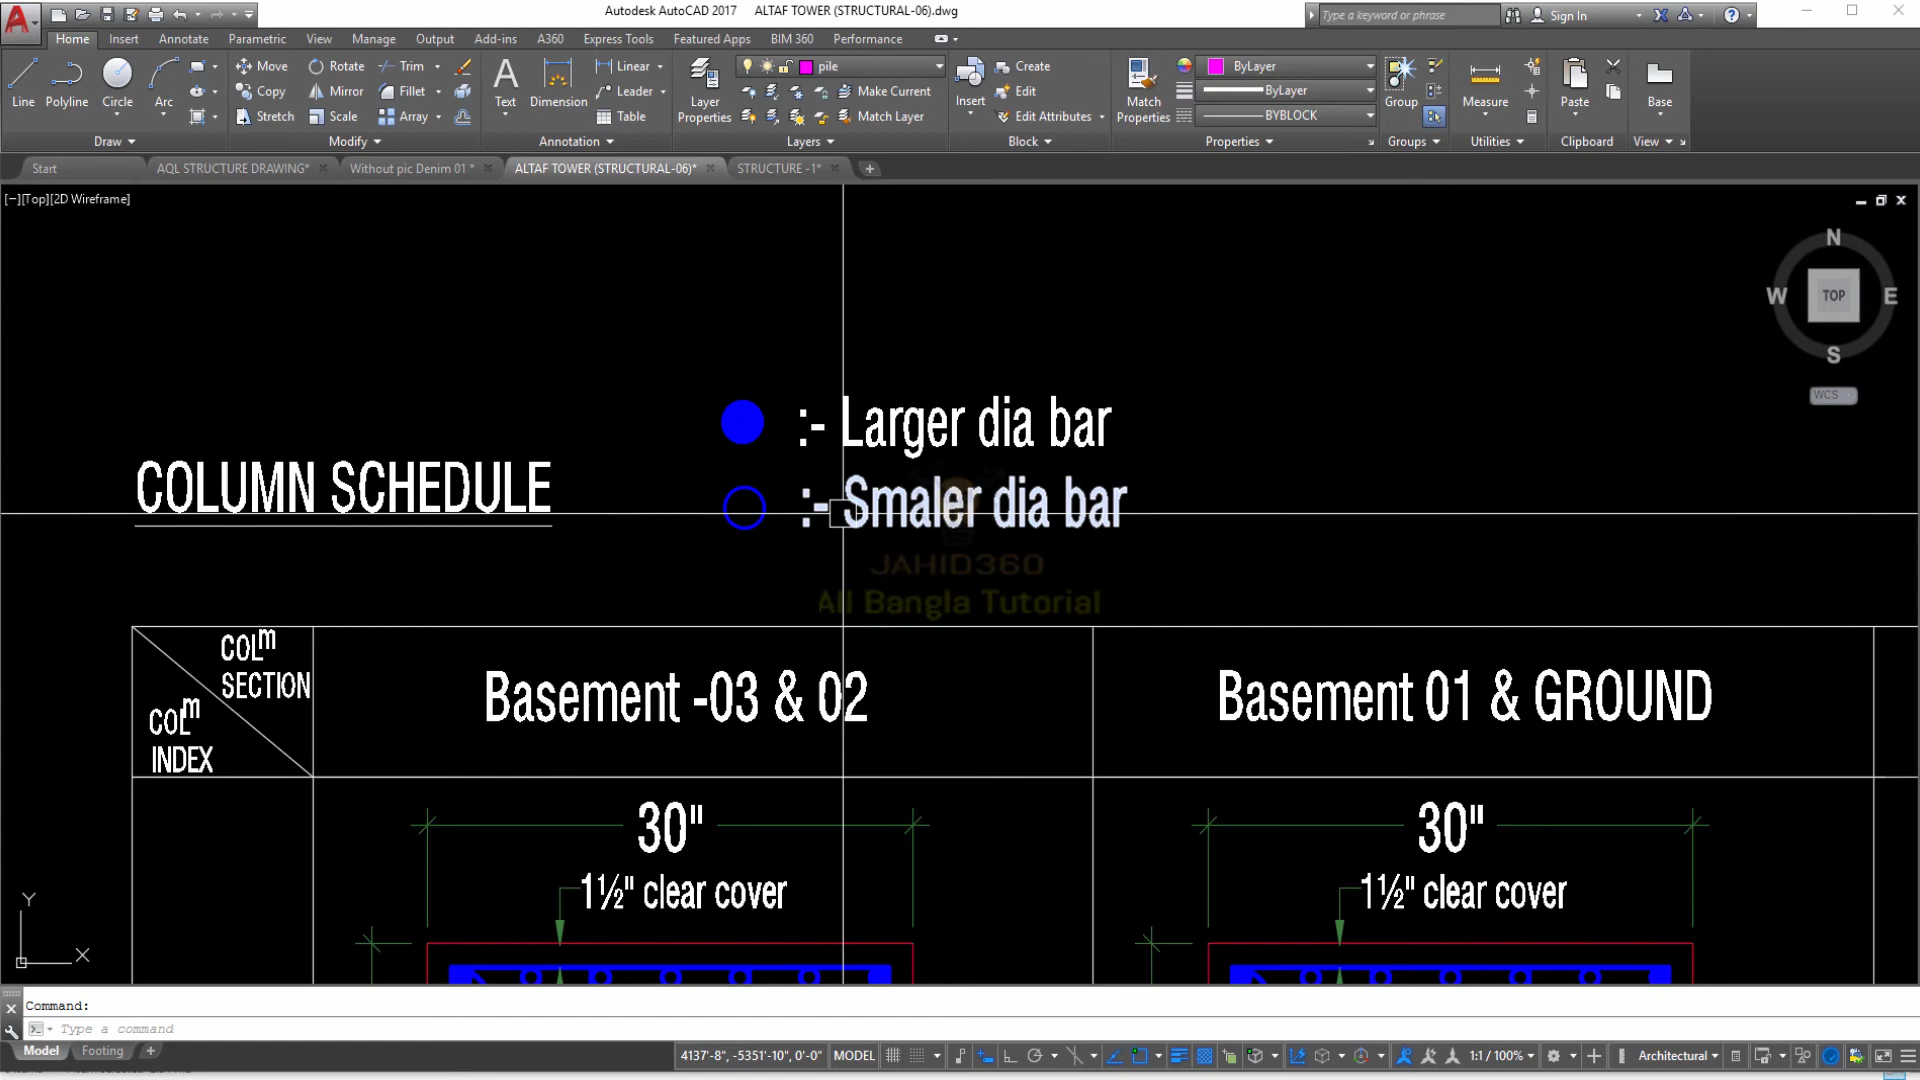 Autodesk AutoCAD 2017 ALTAF TOWER (STRUCTURAL-06).dwg
Type a keyword or phrase
Sign In
Home Insert Annotate Parametric View Manage Output Add-ins A360 Express Tools Featured Apps BIM 360 Performance
Line Polyline Circle Arc
Move Rotate Trim
Copy Mirror Fillet
Stretch Scale Array
Text Dimension
Linear
Leader
Table
Layer Properties
pile
Make Current
Match Layer
Insert
Create
Edit
Edit Attributes
Match Properties
ByLayer
ByLayer
BYBLOCK
Group Measure Paste Base
Draw Modify Annotation Layers Block Properties Groups Utilities Clipboard View
Start AQL STRUCTURE DRAWING* Without pic Denim 01 * ALTAF TOWER (STRUCTURAL-06)* STRUCTURE -1*
[−][Top][2D Wireframe]
N
W TOP E
S
WCS
:- Larger dia bar
COLUMN SCHEDULE
:- Smaler dia bar
JAHID360
All Bangla Tutorial
COLm
SECTION
COLm
INDEX
Basement -03 & 02
Basement 01 & GROUND
30" 30"
1½" clear cover 1½" clear cover
Y
X
Command:
Type a command
Model Footing
4137'-8", -5351'-10", 0'-0" MODEL 1:1 / 100% Architectural